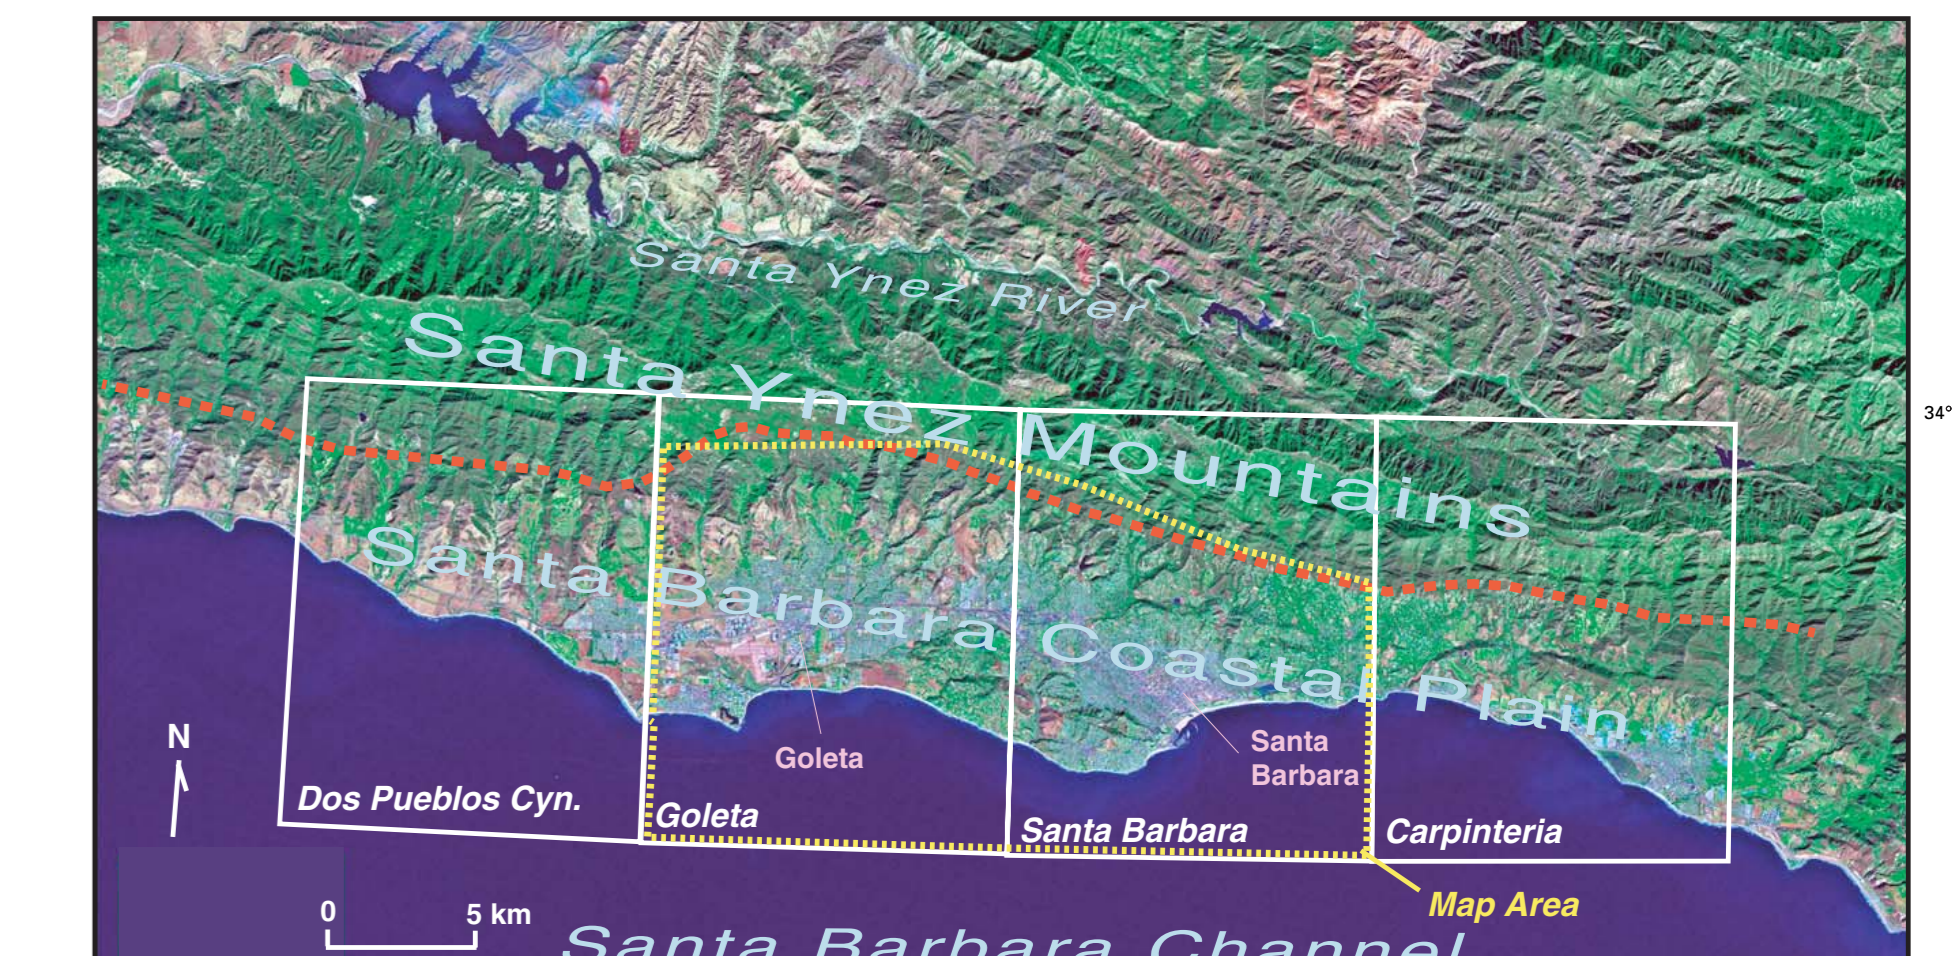 Santa Ynez River
Santa Ynez Mountains
34°
Santa Barbara Coastal Plain
N
Goleta
Santa
Barbara
Dos Pueblos Cyn.
Goleta
Santa Barbara
Carpinteria
Map Area
0 5 km
Santa Barbara Channel